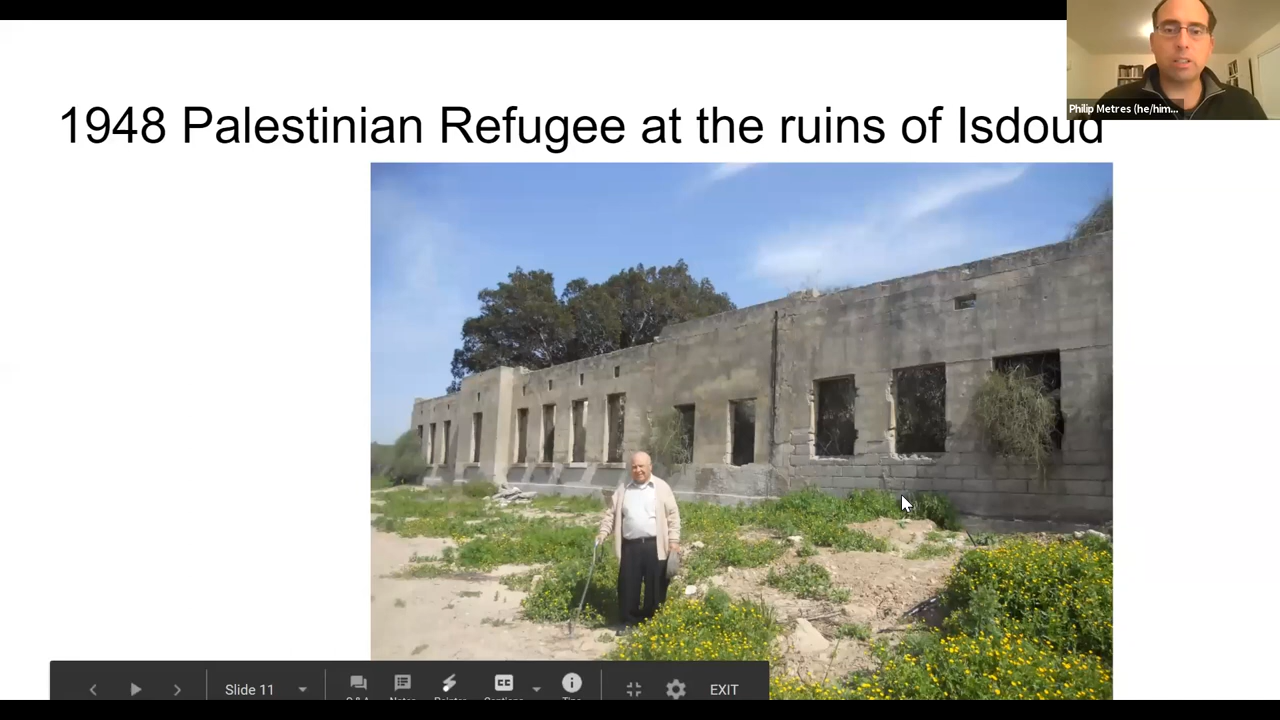 Philip Metres (he/him...
1948 Palestinian Refugee at the ruins of Isdoud
Slide 11
EXIT